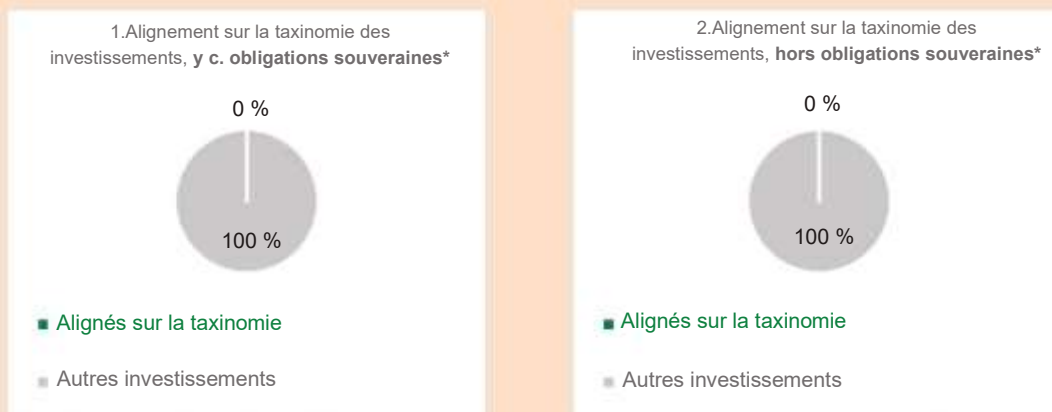 1.Alignement sur la taxinomie des
investissements, y c. obligations souveraines*
0 %
100 %
Alignés sur la taxinomie
Autres investissements
2.Alignement sur la taxinomie des
investissements, hors obligations souveraines*
0 %
100 %
Alignés sur la taxinomie
Autres investissements